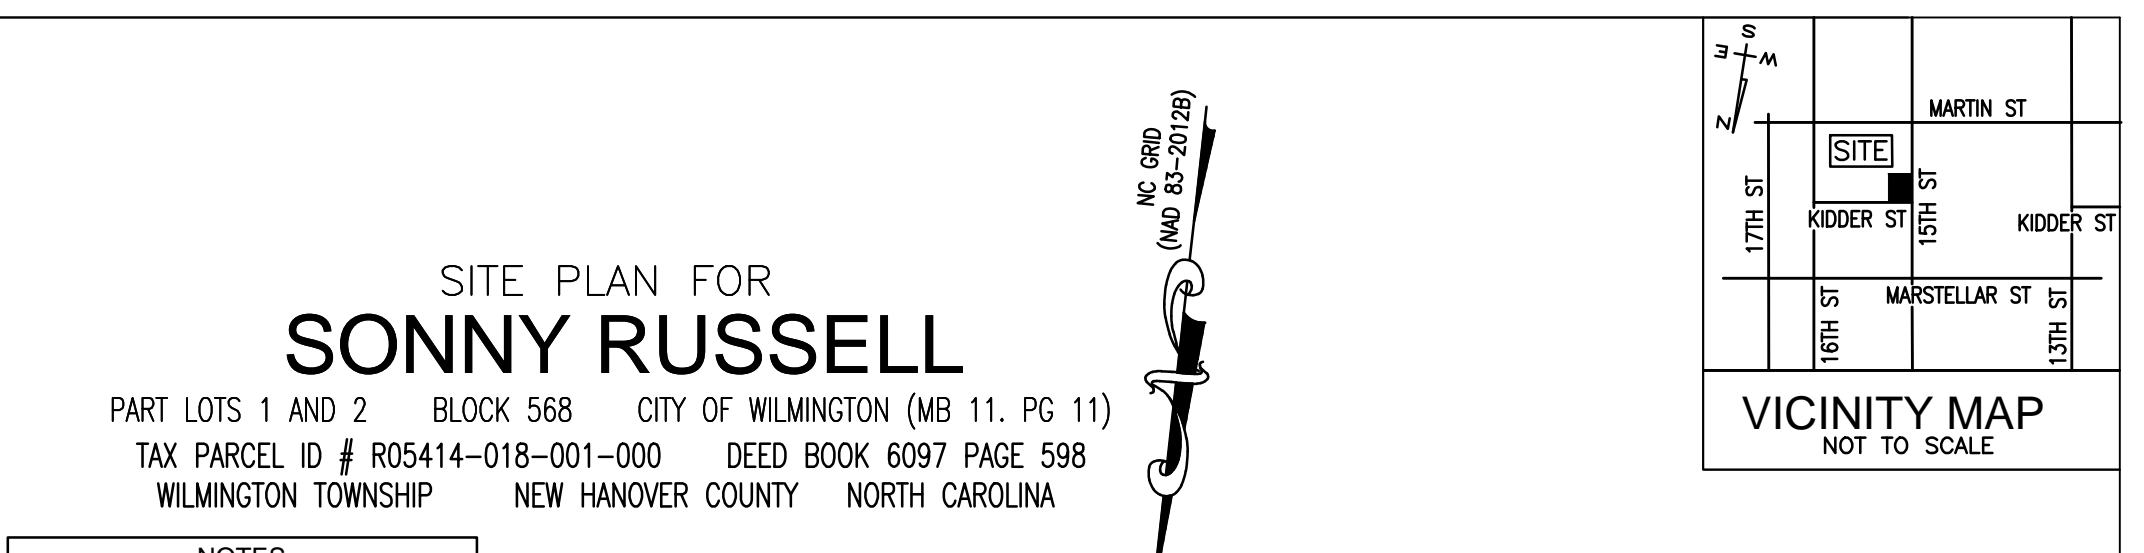 SITE PLAN FOR
SONNY RUSSELL
PART LOTS 1 AND 2 BLOCK 568 CITY OF WILMINGTON (MB 11. PG 11)
TAX PARCEL ID # R05414-018-001-000 DEED BOOK 6097 PAGE 598
WILMINGTON TOWNSHIP NEW HANOVER COUNTY NORTH CAROLINA
NOTES
NC GRID
(NAD 83-2012B)
S
E W
N
MARTIN ST
SITE
17TH ST
KIDDER ST
15TH ST
KIDDER ST
MARSTELLAR ST
16TH ST
13TH ST
VICINITY MAP
NOT TO SCALE